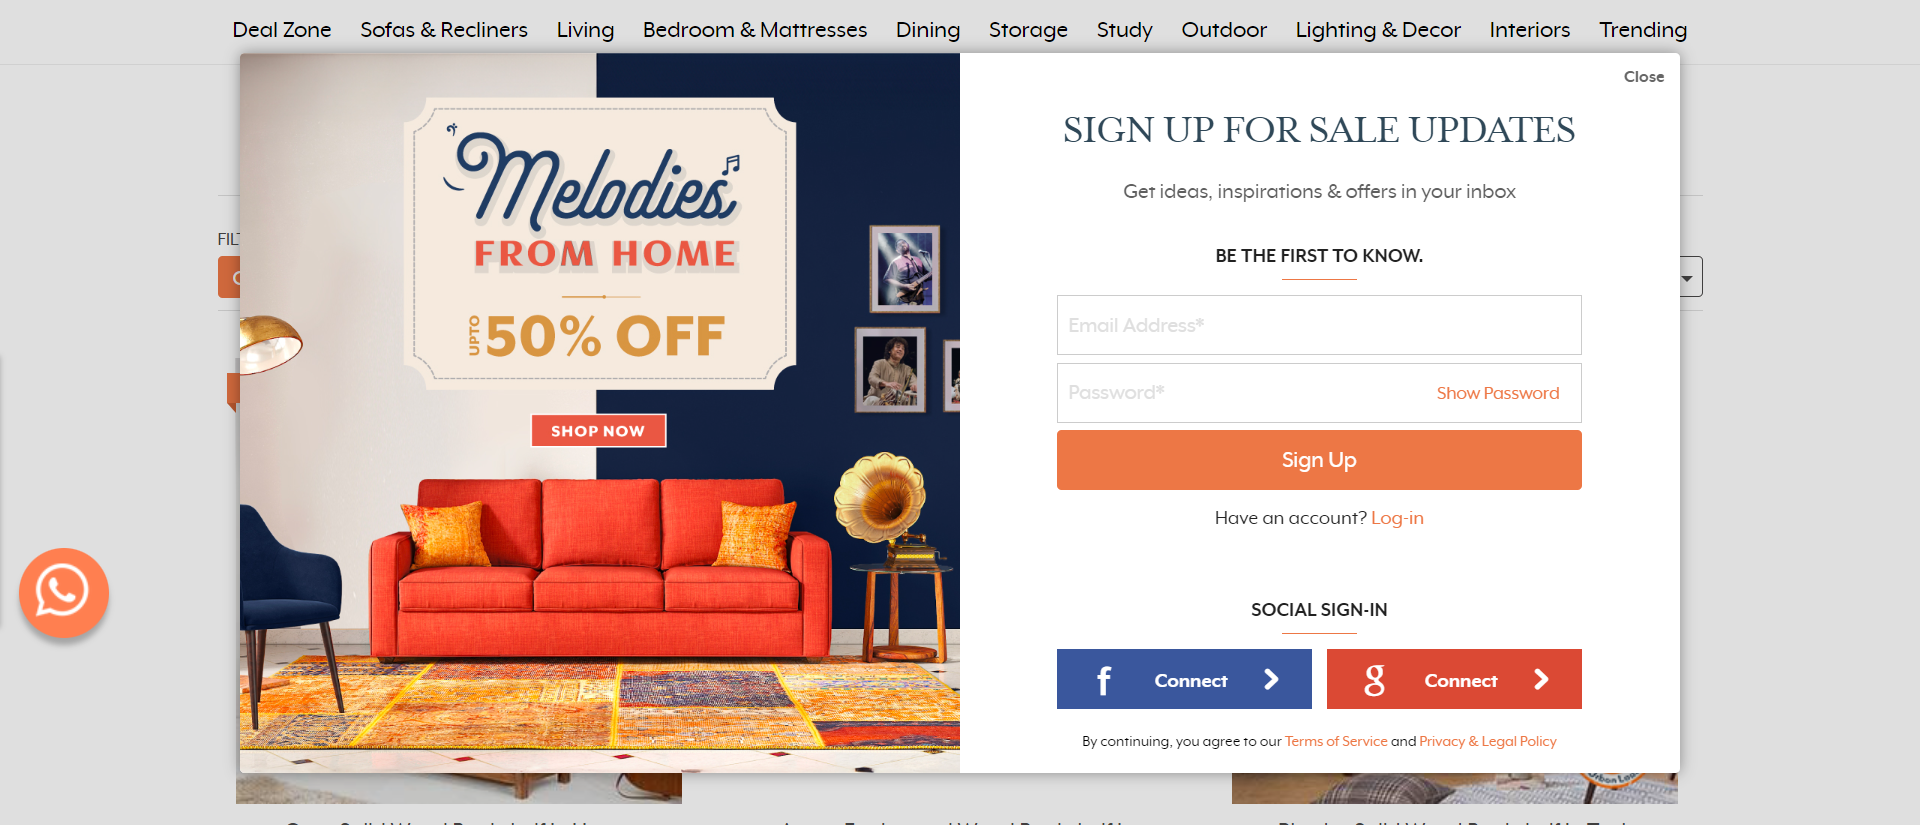 Deal Zone Sofas & Recliners Living Bedroom & Mattresses Dining Storage Study Outdoor Lighting & Decor Interiors Trending
Close
Melodies
FROM HOME
UPTO 50% OFF
SHOP NOW
SIGN UP FOR SALE UPDATES
Get ideas, inspirations & offers in your inbox
BE THE FIRST TO KNOW.
Email Address*
Password* Show Password
Sign Up
Have an account? Log-in
SOCIAL SIGN-IN
f Connect
g Connect
By continuing, you agree to our Terms of Service and Privacy & Legal Policy